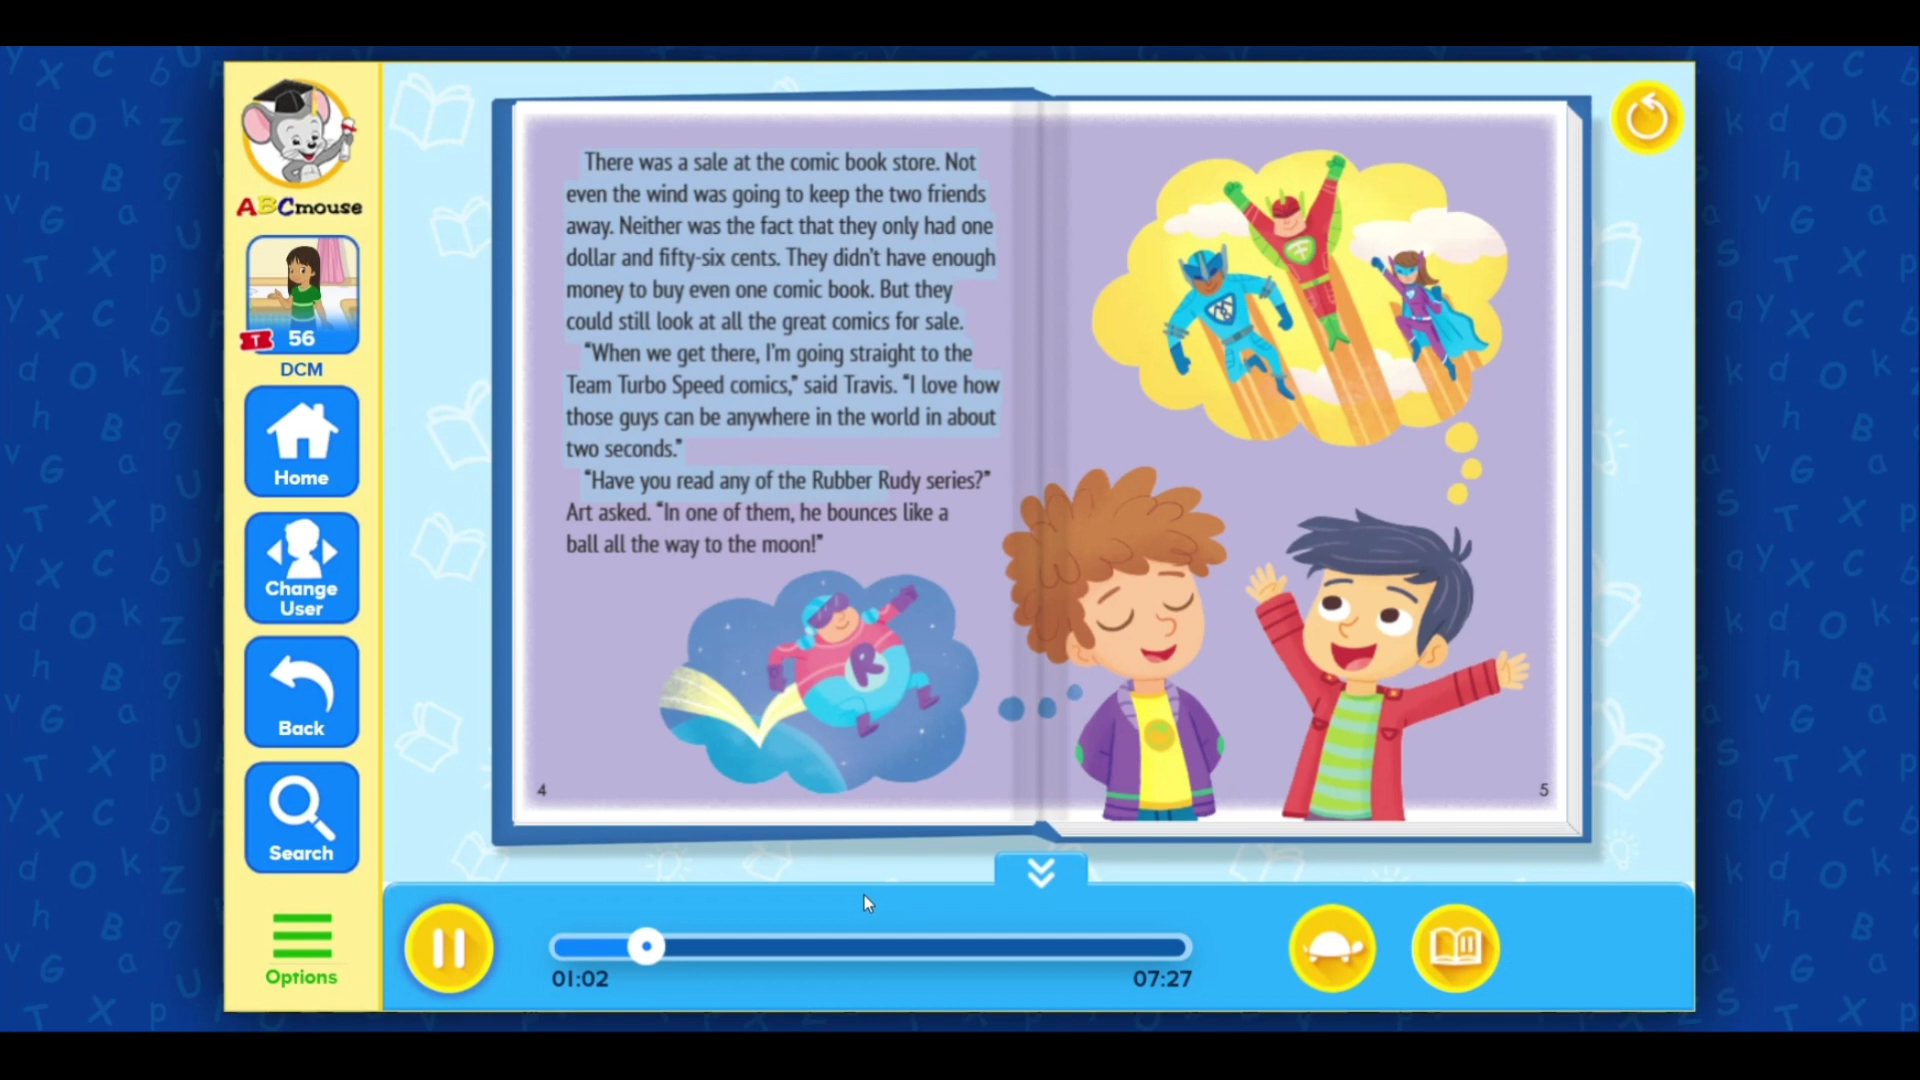 ABCmouse
T 56
DCM
Home
Change
User
Back
Search
Options
There was a sale at the comic book store. Not
even the wind was going to keep the two friends
away. Neither was the fact that they only had one
dollar and fifty-six cents. They didn't have enough
money to buy even one comic book. But they
could still look at all the great comics for sale.
“When we get there, I'm going straight to the
Team Turbo Speed comics,” said Travis. “I love how
those guys can be anywhere in the world in about
two seconds.”
“Have you read any of the Rubber Rudy series?”
Art asked. “In one of them, he bounces like a
ball all the way to the moon!”
R
4
5
01:02
07:27